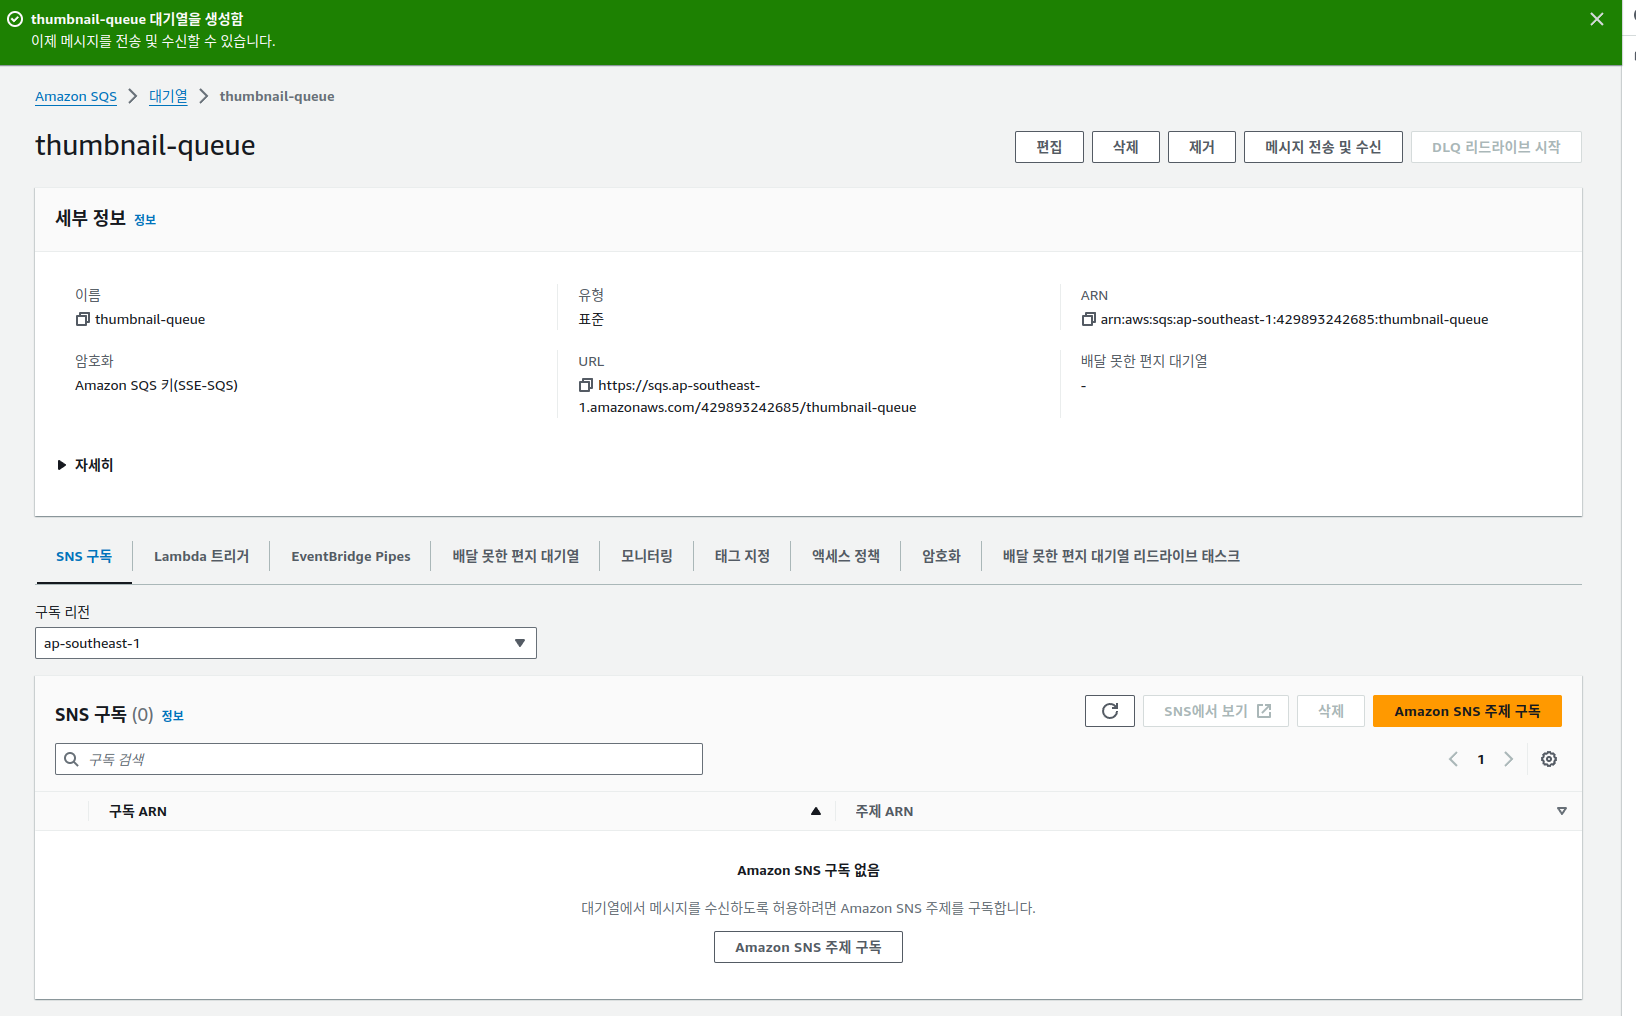 thumbnail-queue 대기열을 생성함
이제 메시지를 전송 및 수신할 수 있습니다.
Amazon SQS 대기열 thumbnail-queue
thumbnail-queue
편집 삭제 제거 메시지 전송 및 수신 DLQ 리드라이브 시작
세부 정보 정보
이름
thumbnail-queue
유형
표준
ARN
arn:aws:sqs:ap-southeast-1:429893242685:thumbnail-queue
암호화
Amazon SQS 키(SSE-SQS)
URL
https://sqs.ap-southeast-
1.amazonaws.com/429893242685/thumbnail-queue
배달 못한 편지 대기열
-
자세히
SNS 구독 Lambda 트리거 EventBridge Pipes 배달 못한 편지 대기열 모니터링 태그 지정 액세스 정책 암호화 배달 못한 편지 대기열 리드라이브 태스크
구독 리전
ap-southeast-1
SNS 구독 (0) 정보
SNS에서 보기 삭제 Amazon SNS 주제 구독
구독 검색
1
구독 ARN 주제 ARN
Amazon SNS 구독 없음
대기열에서 메시지를 수신하도록 허용하려면 Amazon SNS 주제를 구독합니다.
Amazon SNS 주제 구독